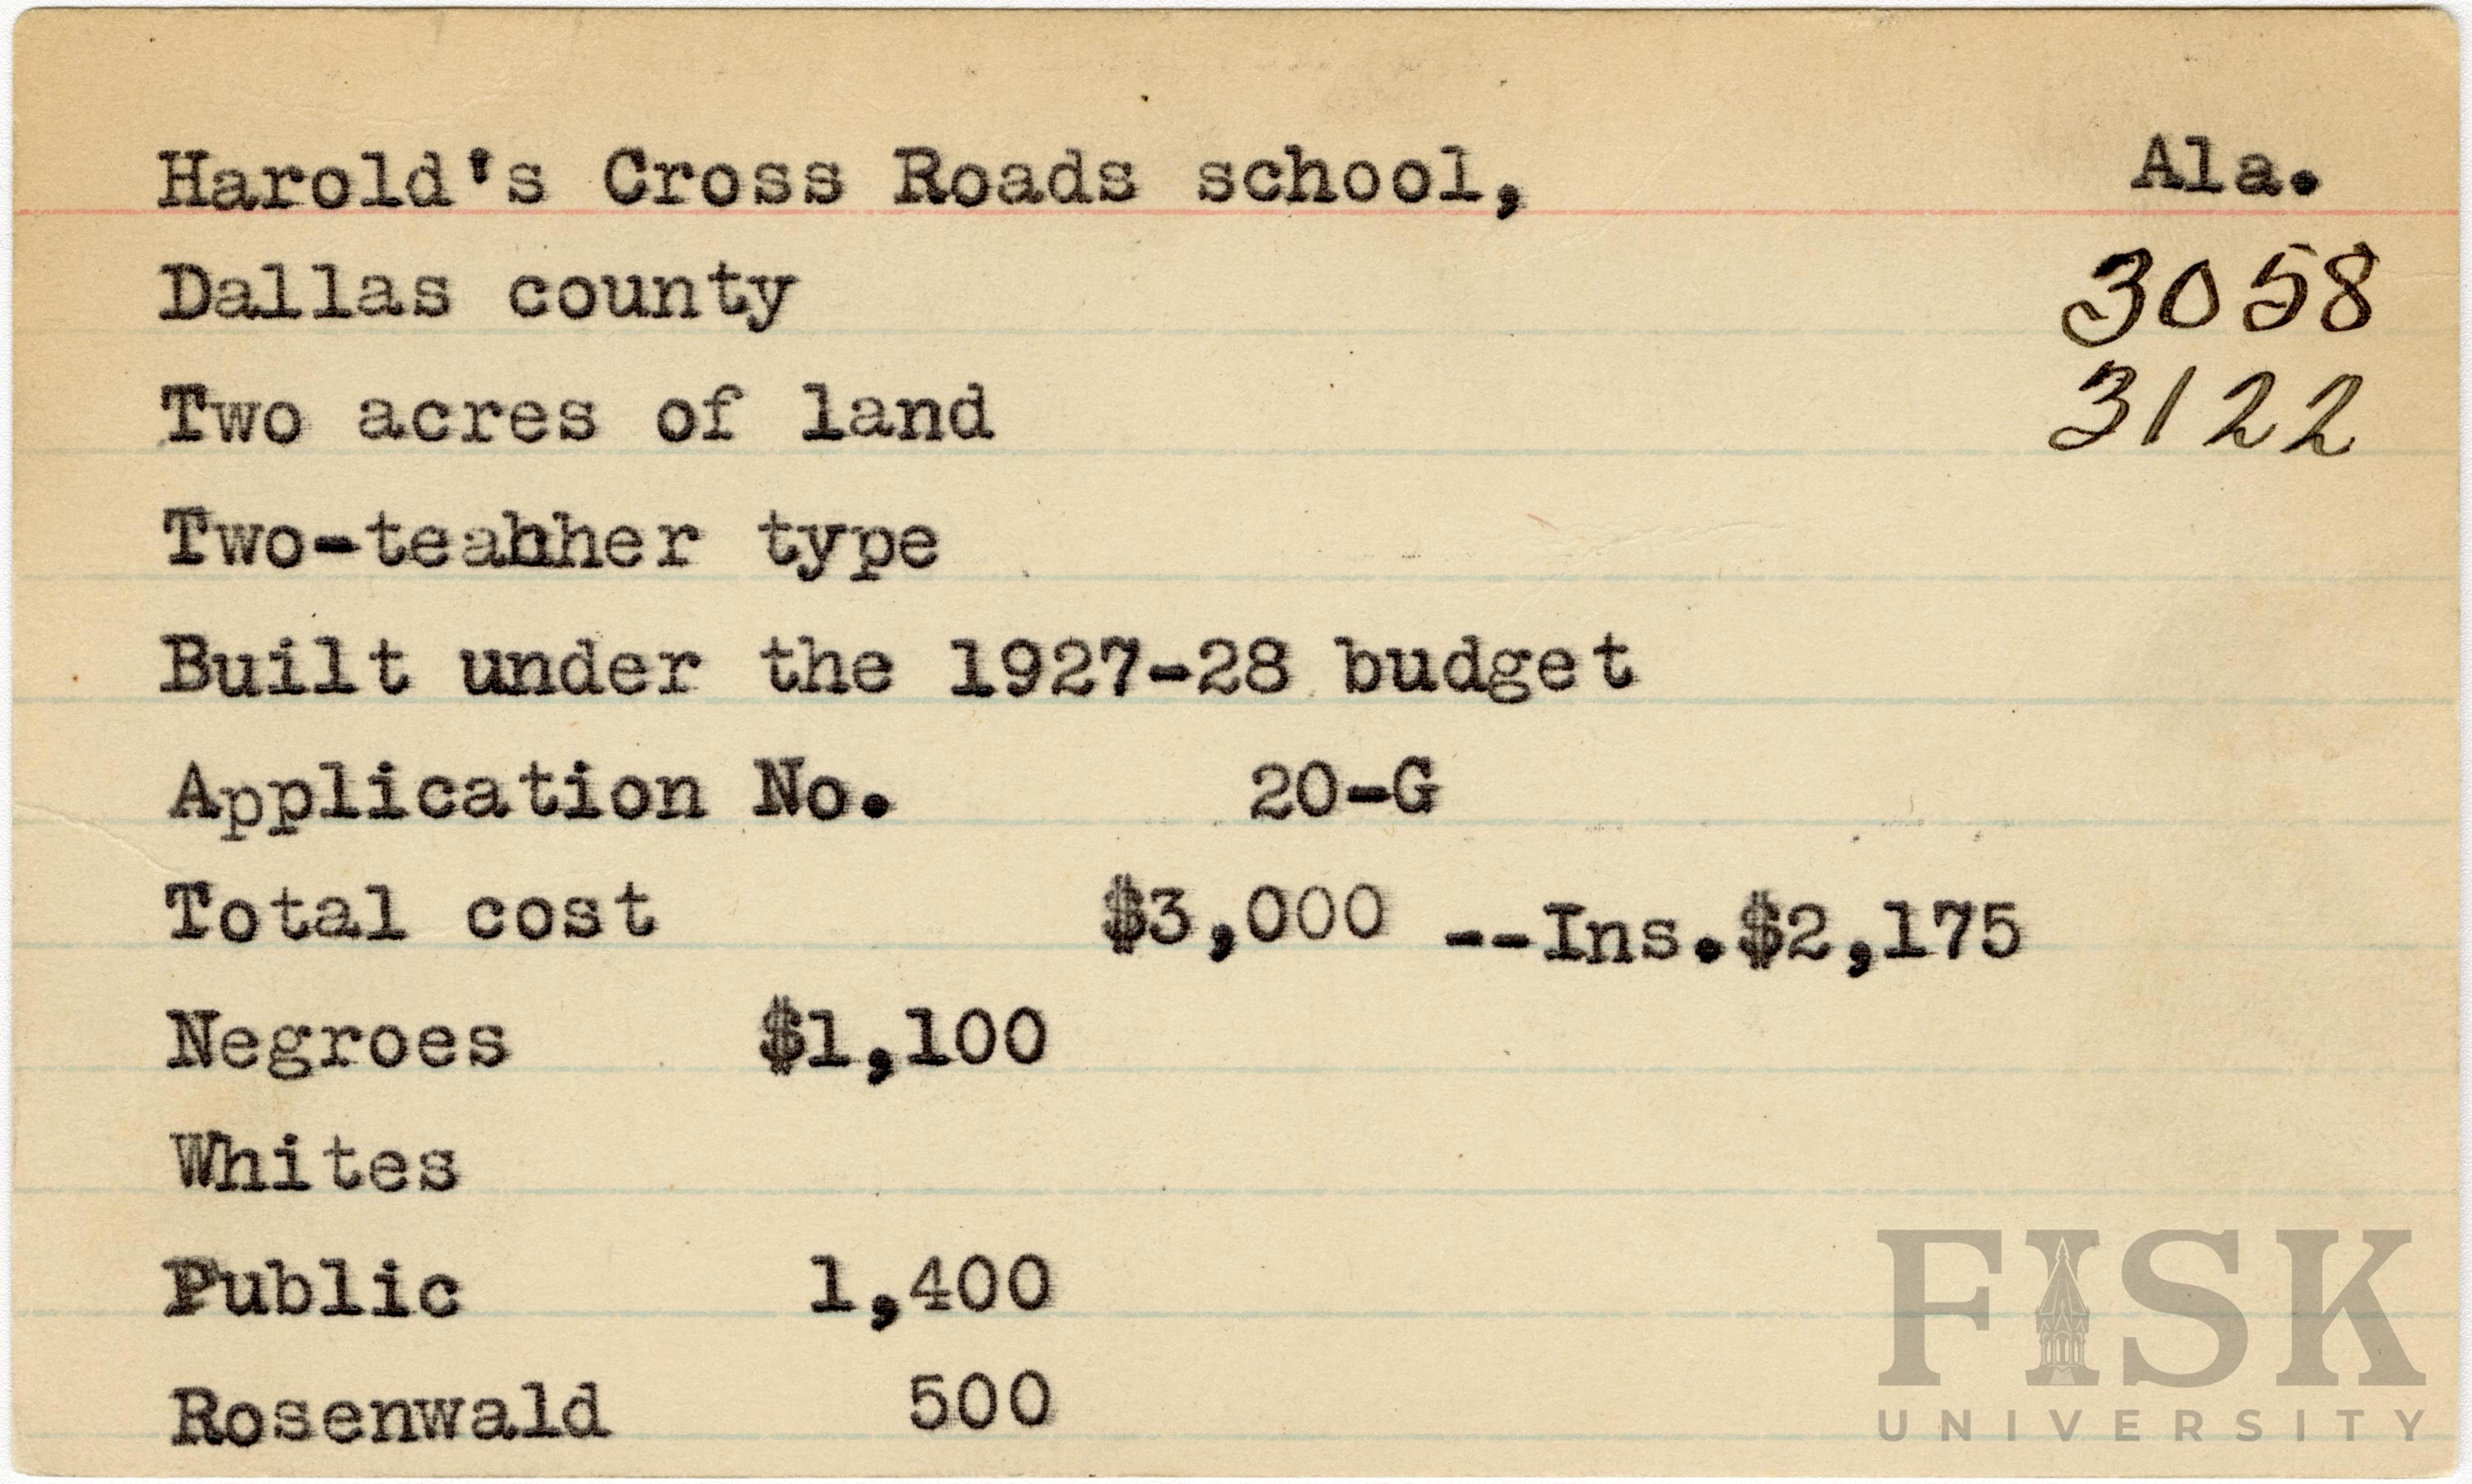 Harold's Cross Roads school, Ala.
Dallas county 3058
Two acres of land 3122
Two-teahher type
Built under the 1927-28 budget
Application No. 20-G
Total cost $3,000 --Ins.$2,175
Negroes $1,100
Whites
Public 1,400
Rosenwald 500
FISK
UNIVERSITY